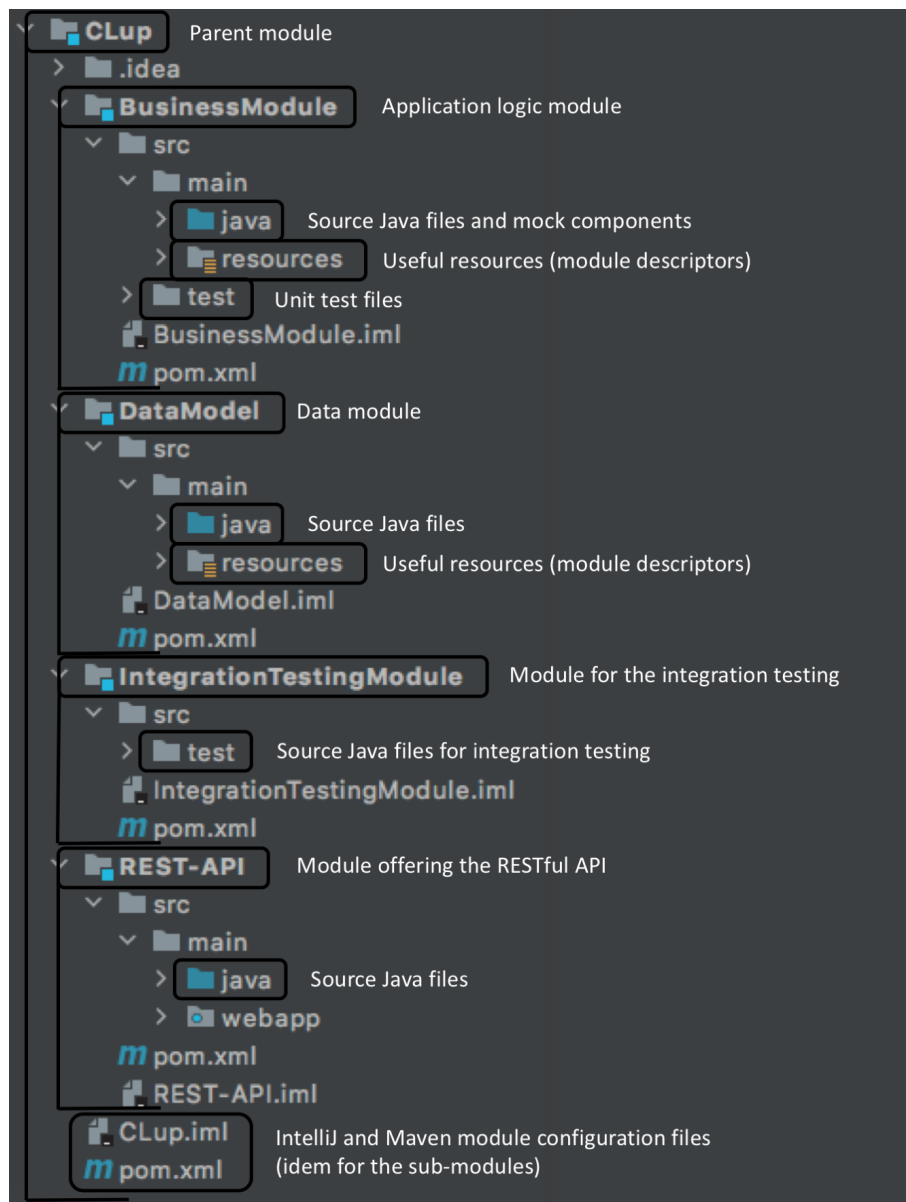 CLup Parent module
.idea
BusinessModule Application logic module
src
main
java Source Java files and mock components
resources Useful resources (module descriptors)
test Unit test files
BusinessModule.iml
m pom.xml
DataModel Data module
src
main
java Source Java files
resources Useful resources (module descriptors)
DataModel.iml
m pom.xml
IntegrationTestingModule Module for the integration testing
src
test Source Java files for integration testing
IntegrationTestingModule.iml
m pom.xml
REST-API Module offering the RESTful API
src
main
java Source Java files
webapp
m pom.xml
REST-API.iml
CLup.iml IntelliJ and Maven module configuration files
m pom.xml (idem for the sub-modules)